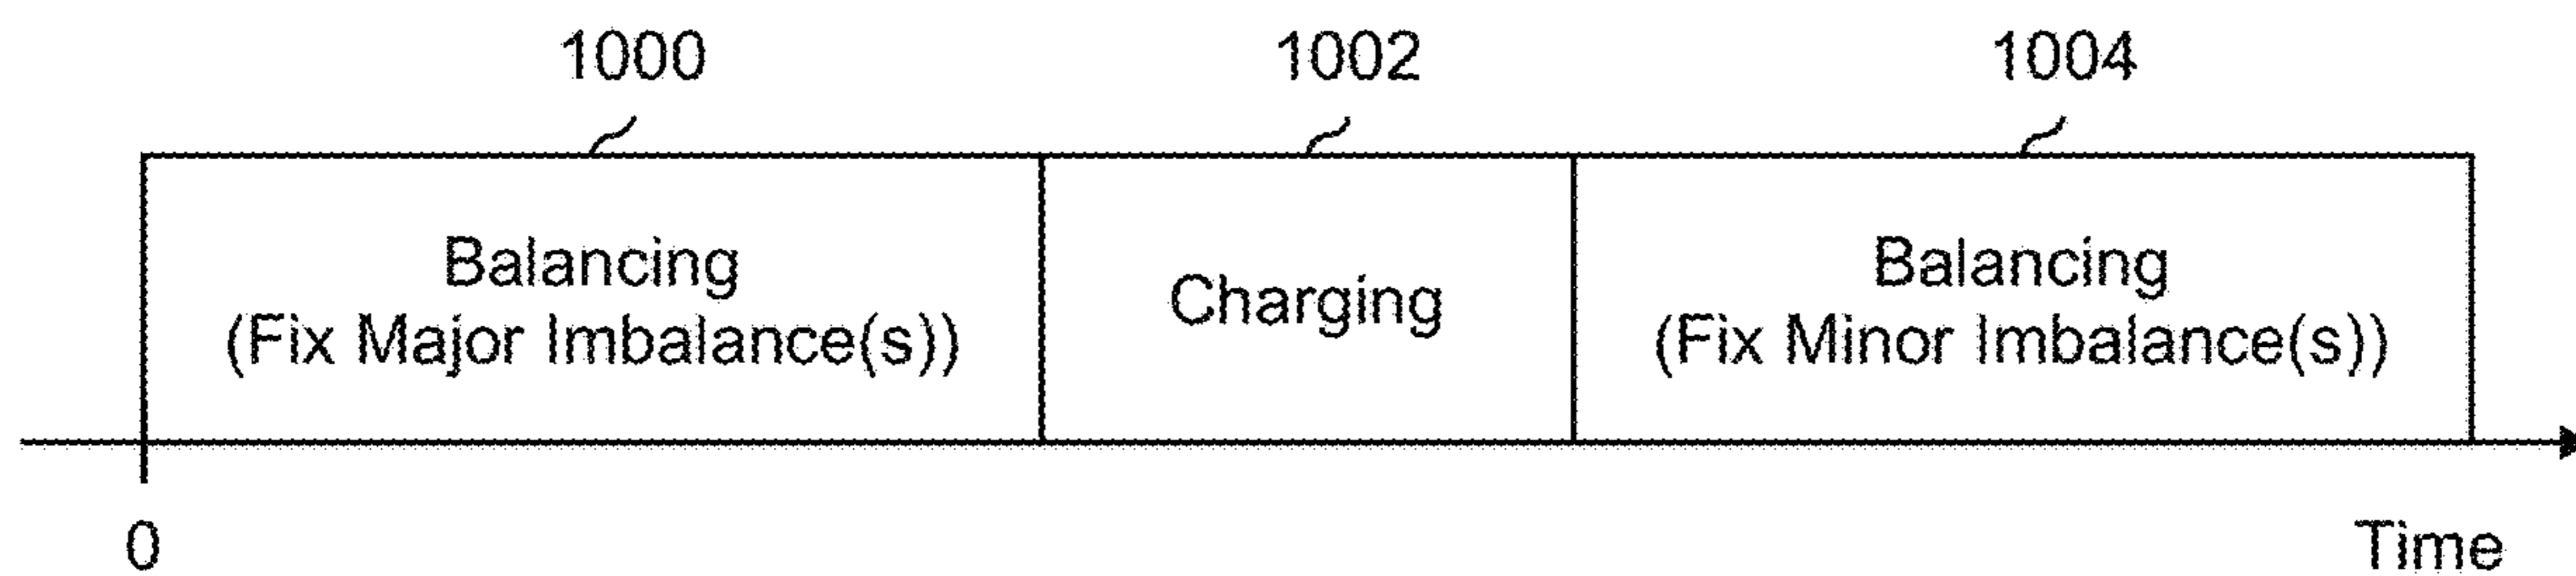 1000
1002
1004
Balancing
(Fix Major Imbalance(s))
Charging
Balancing
(Fix Minor Imbalance(s))
0
Time